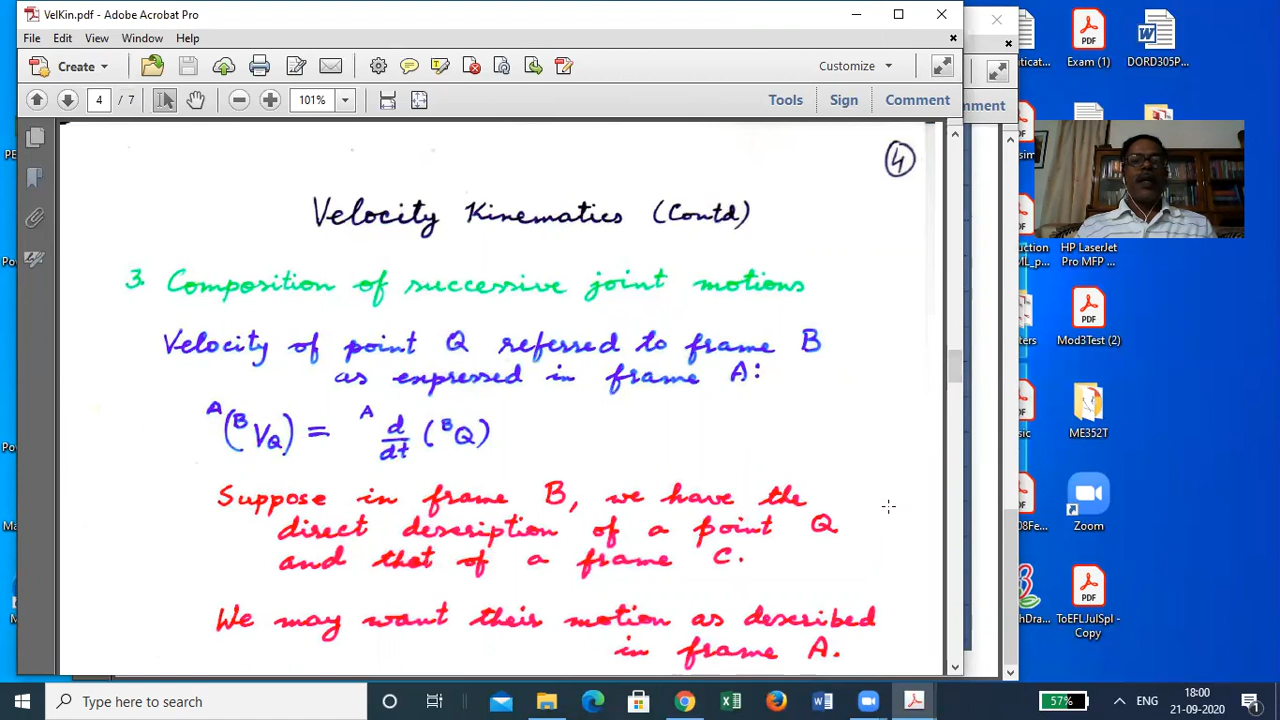 VelKin.pdf - Adobe Acrobat Pro
File Edit View Window Help
Create
Customize
4 / 7
101%
Tools Sign Comment
mment
4
Velocity Kinematics (Contd)
3. Composition of successive joint motions
Velocity of point Q referred to frame B
as expressed in frame A:
ᴬ(ᴮV_Q) = ᴬ d/dt (ᴮQ)
Suppose in frame B, we have the
direct description of a point Q
and that of a frame C.
We may want their motion as described
in frame A.
Exam (1)
DORD305P...
HP LaserJet
Pro MFP ...
Mod3Test (2)
ME352T
Zoom
ToEFLJulSpl -
Copy
Type here to search
57%
ENG
18:00
21-09-2020